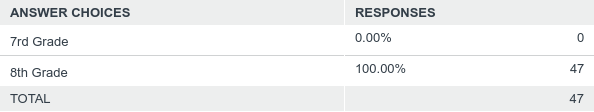 ANSWER CHOICES RESPONSES
7rd Grade 0.00% 0
8th Grade 100.00% 47
TOTAL 47